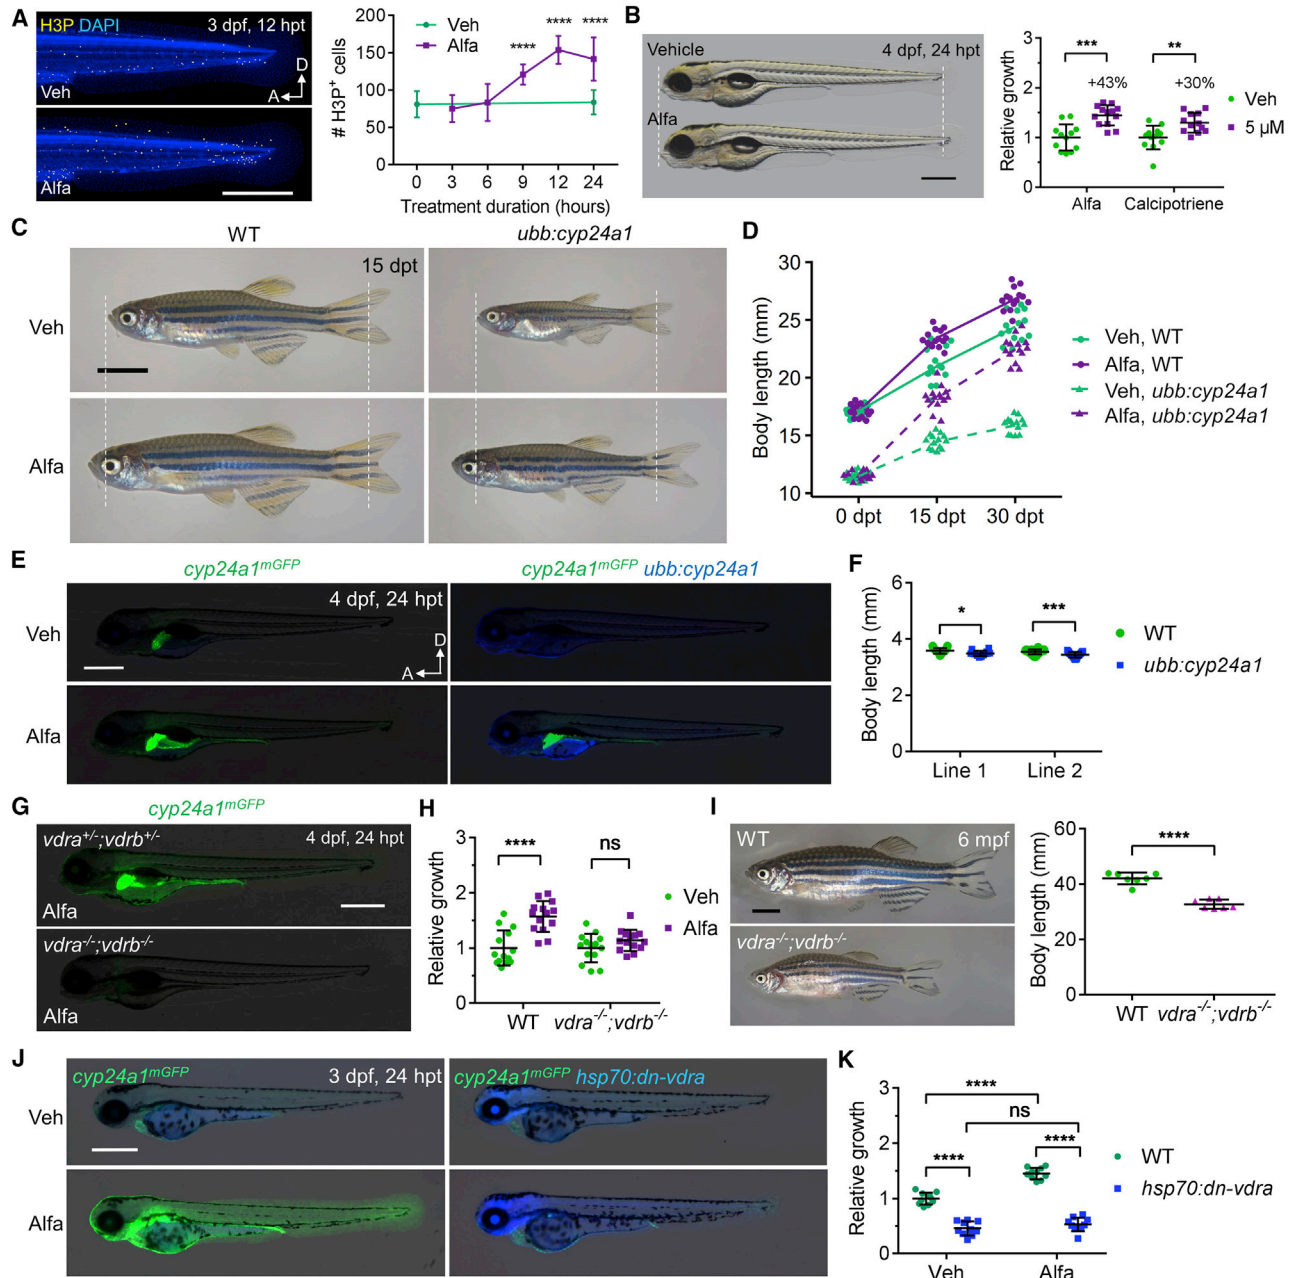 A
H3P DAPI
3 dpf, 12 hpt
Veh
D
A
Alfa
# H3P+ cells
200
150
100
50
0
Veh
Alfa
****
**** ****
0 3 6 9 12 24
Treatment duration (hours)
B
Vehicle
4 dpf, 24 hpt
Alfa
Relative growth
3
2
1
0
***
**
+43%
+30%
Veh
5 µM
Alfa Calcipotriene
C
WT
ubb:cyp24a1
15 dpt
Veh
Alfa
D
Body length (mm)
30
25
20
15
10
0 dpt 15 dpt 30 dpt
Veh, WT
Alfa, WT
Veh, ubb:cyp24a1
Alfa, ubb:cyp24a1
E
cyp24a1mGFP
cyp24a1mGFP ubb:cyp24a1
4 dpf, 24 hpt
Veh
D
A
Alfa
F
Body length (mm)
6
4
2
0
*
***
Line 1 Line 2
WT
ubb:cyp24a1
G
cyp24a1mGFP
vdra+/-;vdrb+/-
4 dpf, 24 hpt
Alfa
vdra-/-;vdrb-/-
Alfa
H
Relative growth
3
2
1
0
****
ns
Veh
Alfa
WT vdra-/-;vdrb-/-
I
WT
6 mpf
vdra-/-;vdrb-/-
Body length (mm)
60
40
20
0
****
WT vdra-/-;vdrb-/-
J
cyp24a1mGFP
3 dpf, 24 hpt
cyp24a1mGFP hsp70:dn-vdra
Veh
Alfa
K
Relative growth
3
2
1
0
****
ns
****
****
WT
hsp70:dn-vdra
Veh Alfa